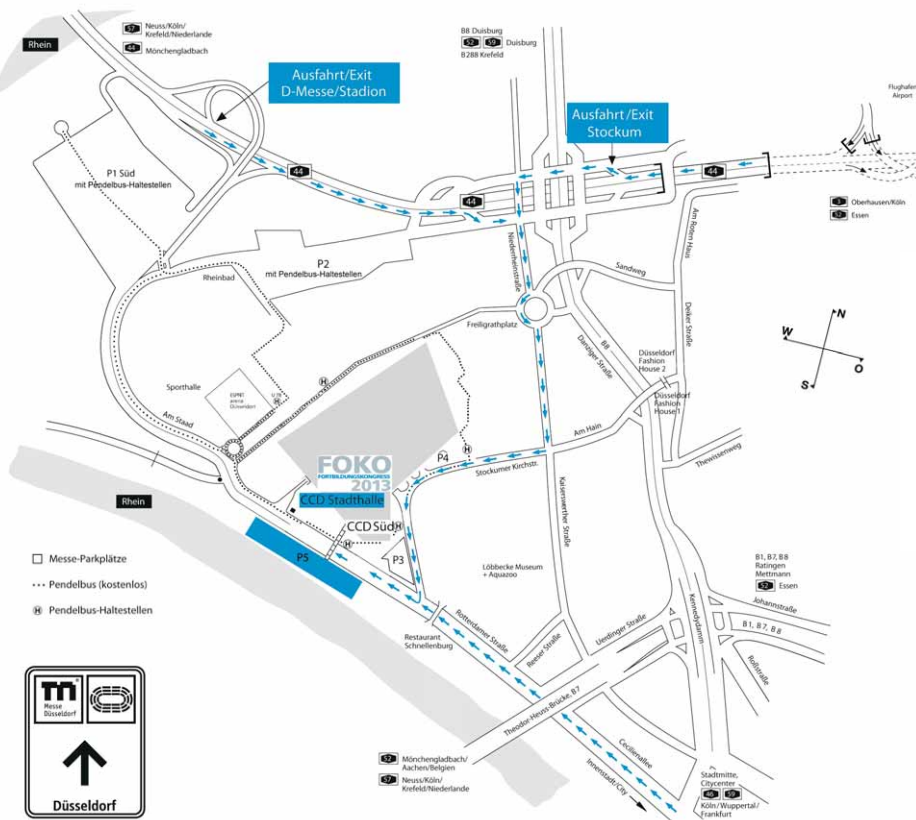 57
Neuss/Köln/
Krefeld/Niederlande
44
Mönchengladbach
Rhein
B8 Duisburg
52
59
Duisburg
B288 Krefeld
Ausfahrt/Exit
D-Messe/Stadion
Ausfahrt/Exit
Stockum
Flughafen
Airport
44
44
44
3
Oberhausen/Köln
52
Essen
P1 Süd
mit Pendelbus-Haltestellen
P2
mit Pendelbus-Haltestellen
Rheinbad
Niederrheinstraße
Am Roten Haus
Sandweg
Deiker Straße
Freiligrathplatz
Danziger Straße
B8
Düsseldorf
Fashion
House 2
Düsseldorf
Fashion
House 1
N
W
O
S
Sporthalle
ESPRIT
arena
Düsseldorf
U78
H
H
Am Staad
Am Hain
Thewissenweg
H
P4
Stockumer Kirchstr.
FOKO
FORTBILDUNGSKONGRESS
2013
CCD Stadthalle
CCD Süd
H
H
Kaiserswerther Straße
Rhein
P5
P3
Löbbecke Museum
+ Aquazoo
Messe-Parkplätze
Pendelbus (kostenlos)
H
Pendelbus-Haltestellen
B1, B7, B8
Ratingen
Mettmann
52
Essen
Johannstraße
B1, B7, B8
Kennedydamm
Roßstraße
Rotterdamer Straße
Restaurant
Schnellenburg
Reeser Straße
Uerdinger Straße
Theodor-Heuss-Brücke, B7
Cecilienallee
Innenstadt/City
52
Mönchengladbach/
Aachen/Belgien
57
Neuss/Köln/
Krefeld/Niederlande
Stadtmitte,
Citycenter
46
59
Köln/Wuppertal/
Frankfurt
Messe
Düsseldorf
Düsseldorf